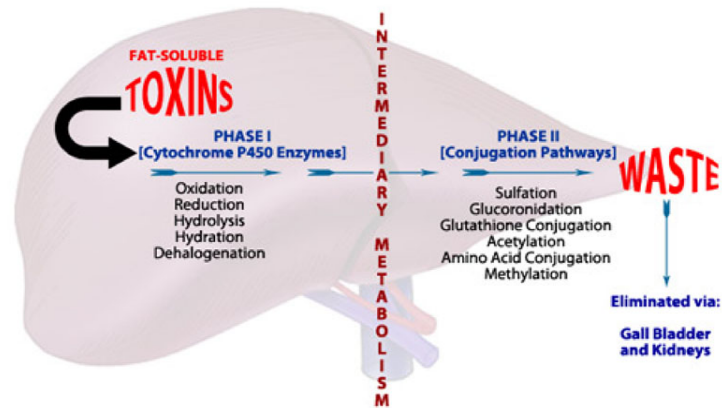 FAT-SOLUBLE
TOXINS
PHASE I
[Cytochrome P450 Enzymes]
Oxidation
Reduction
Hydrolysis
Hydration
Dehalogenation
INTERMEDIARY METABOLISM
PHASE II
[Conjugation Pathways]
Sulfation
Glucoronidation
Glutathione Conjugation
Acetylation
Amino Acid Conjugation
Methylation
WASTE
Eliminated via:
Gall Bladder
and Kidneys